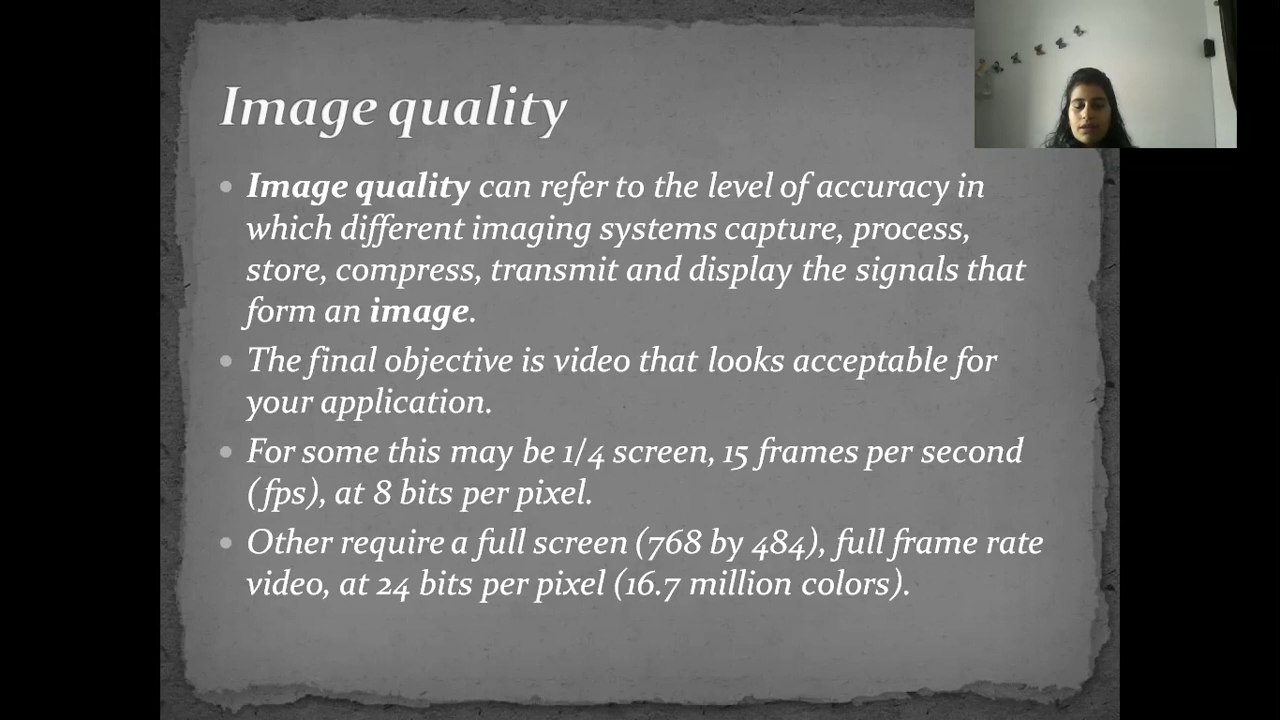 Image quality
Image quality can refer to the level of accuracy in
which different imaging systems capture, process,
store, compress, transmit and display the signals that
form an image.
The final objective is video that looks acceptable for
your application.
For some this may be 1/4 screen, 15 frames per second
(fps), at 8 bits per pixel.
Other require a full screen (768 by 484), full frame rate
video, at 24 bits per pixel (16.7 million colors).